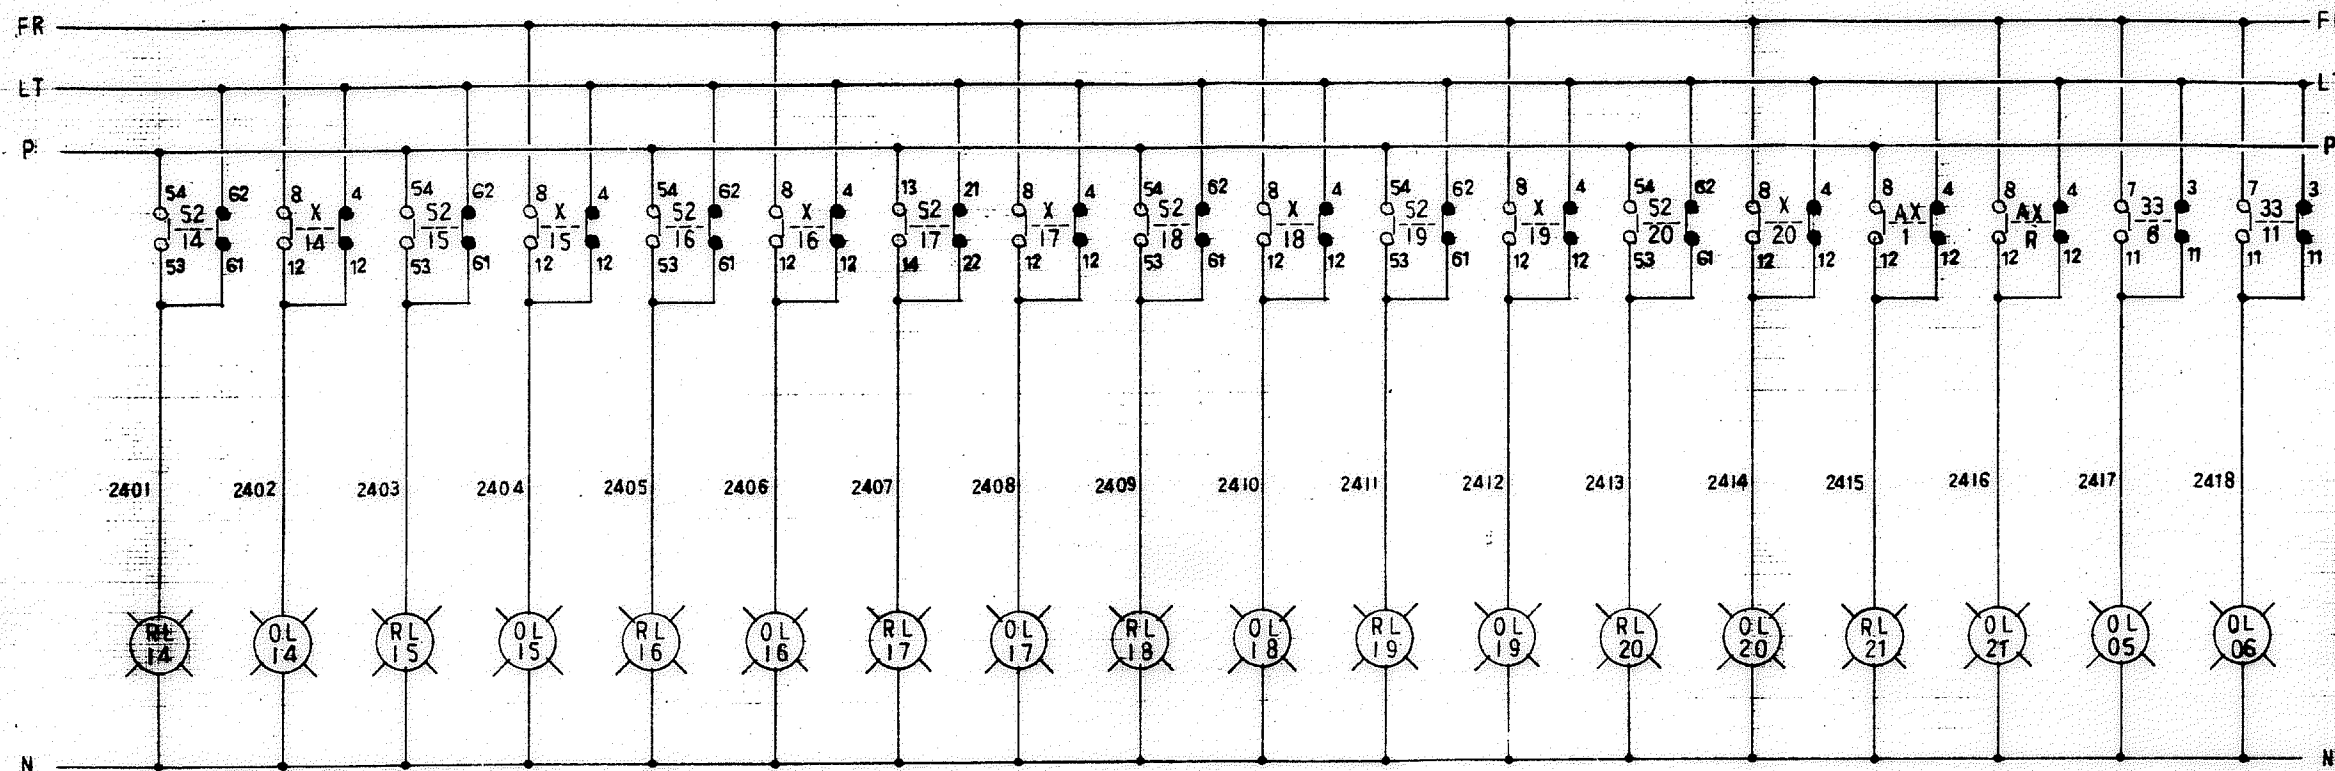 FR F
LT L
P P
54 62 8 4 54 62 8 4 54 62 8 4 13 21 8 4 54 62 8 4 54 62 8 4 54 62 8 4 8 4 8 4 7 3 7 3
52 X 52 X 52 X 52 X 52 X 52 X 52 X AX AX 33 33
14 14 15 15 16 16 17 17 18 18 19 19 20 20 1 R 6 11
53 61 12 12 53 61 12 12 53 61 12 12 14 22 12 12 53 61 12 12 53 61 12 12 53 61 12 12 12 12 12 12 11 11 11 11
2401 2402 2403 2404 2405 2406 2407 2408 2409 2410 2411 2412 2413 2414 2415 2416 2417 2418
RL OL RL OL RL OL RL OL RL OL RL OL RL OL RL OL OL OL
14 14 15 15 16 16 17 17 18 18 19 19 20 20 21 21 05 06
N N